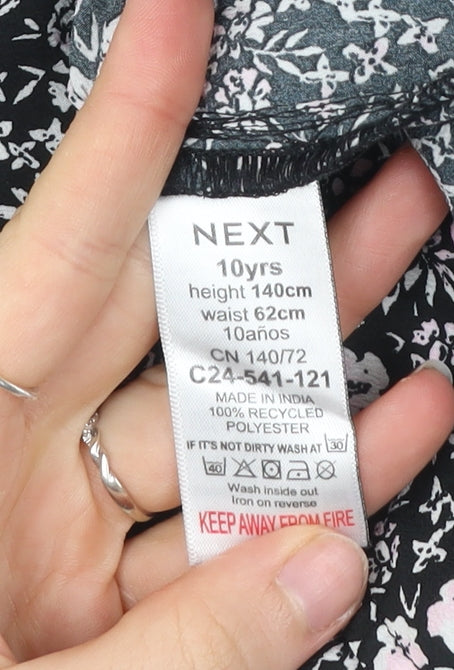 NEXT
10yrs
height 140cm
waist 62cm
10años
CN 140/72
C24-541-121
MADE IN INDIA
100% RECYCLED
POLYESTER
IF IT'S NOT DIRTY WASH AT 30
40
Wash inside out
Iron on reverse
KEEP AWAY FROM FIRE